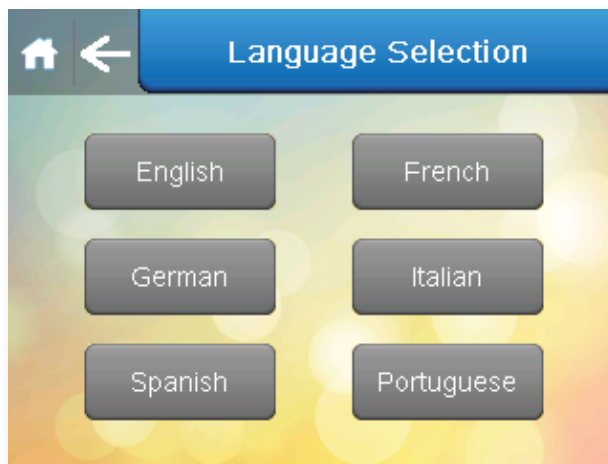 Language Selection
English
French
German
Italian
Spanish
Portuguese